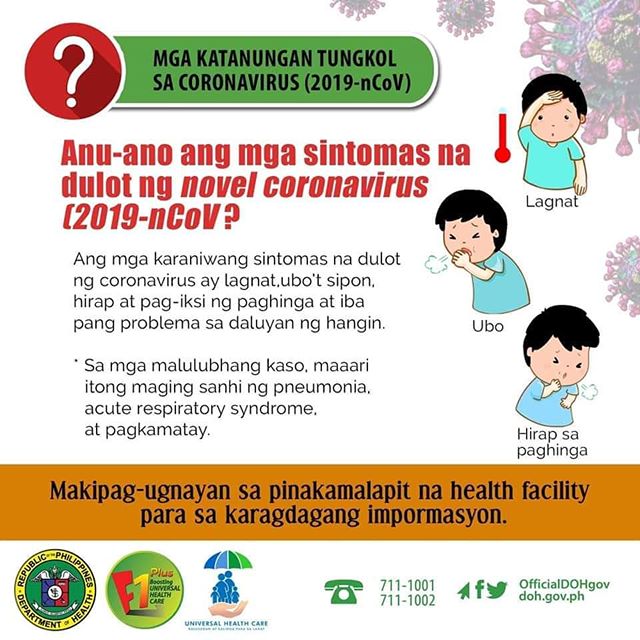 ?
MGA KATANUNGAN TUNGKOL
SA CORONAVIRUS (2019-nCoV)
Anu-ano ang mga sintomas na
dulot ng novel coronavirus
(2019-nCoV ?
Ang mga karaniwang sintomas na dulot
ng coronavirus ay lagnat,ubo't sipon,
hirap at pag-iksi ng paghinga at iba
pang problema sa daluyan ng hangin.
* Sa mga malulubhang kaso, maaari
itong maging sanhi ng pneumonia,
acute respiratory syndrome,
at pagkamatay.
Lagnat
Ubo
Hirap sa
paghinga
Makipag-ugnayan sa pinakamalapit na health facility
para sa karagdagang impormasyon.
REPUBLIC OF THE PHILIPPINES
DEPARTMENT OF HEALTH
F1
Plus
Boosting
UNIVERSAL
HEALTH
CARE
UNIVERSAL HEALTH CARE
711-1001
711-1002
OfficialDOHgov
doh.gov.ph